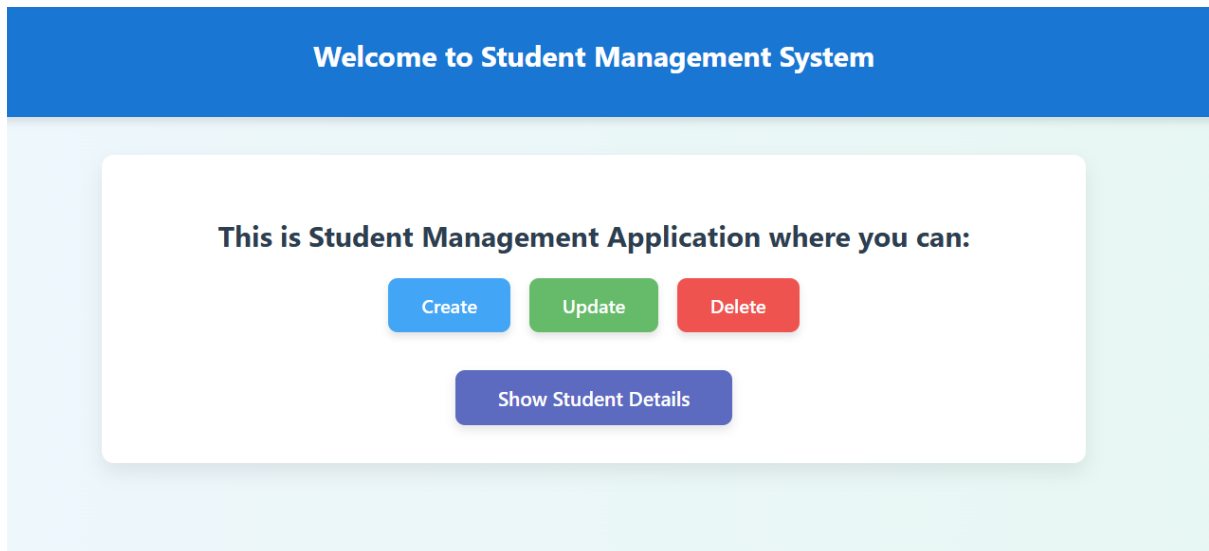 Welcome to Student Management System
This is Student Management Application where you can:
Create Update Delete
Show Student Details